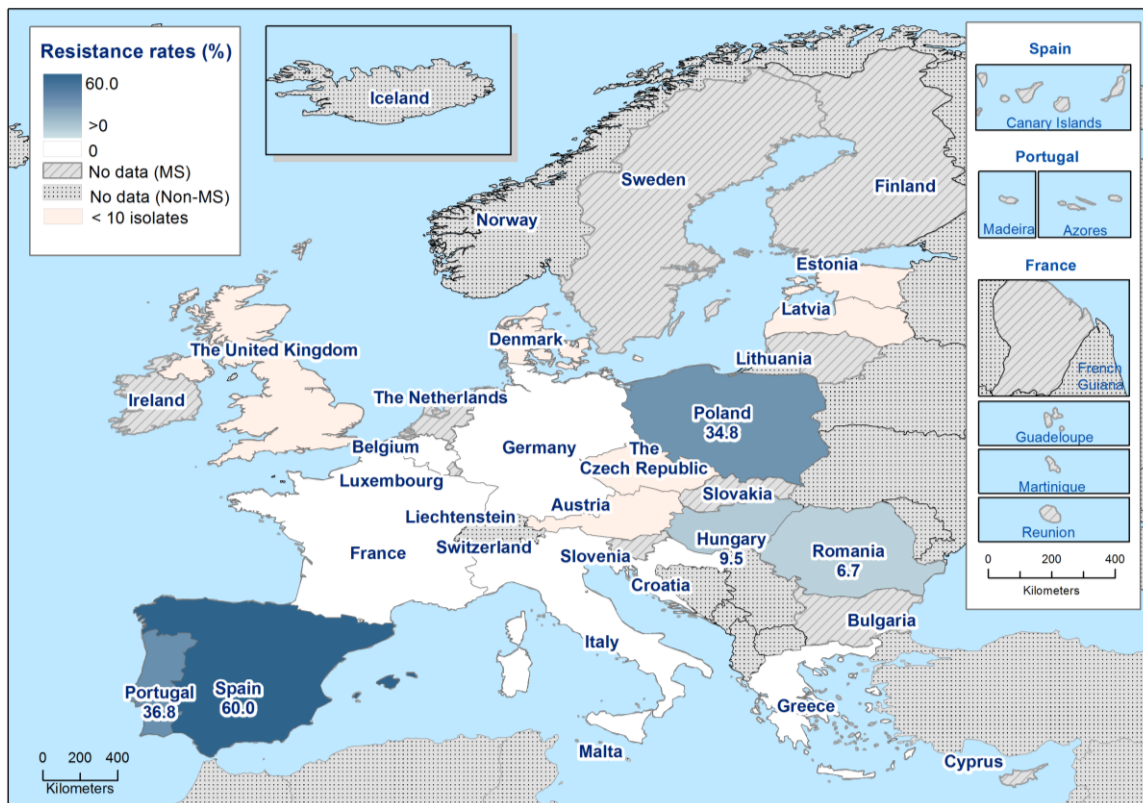 Resistance rates (%)
60.0
>0
0
No data (MS)
No data (Non-MS)
< 10 isolates
Iceland
Sweden
Finland
Norway
Estonia
Latvia
Denmark
Lithuania
The United Kingdom
Ireland
The Netherlands
Poland
34.8
Belgium
Germany
The
Czech Republic
Luxembourg
Slovakia
Austria
Liechtenstein
Hungary
9.5
Switzerland
France
Slovenia
Romania
6.7
Croatia
Bulgaria
Italy
Portugal
36.8
Spain
60.0
Greece
Malta
Cyprus
0 200 400
Kilometers
Spain
Canary Islands
Portugal
Madeira
Azores
France
French
Guiana
Guadeloupe
Martinique
Reunion
0 200 400
Kilometers